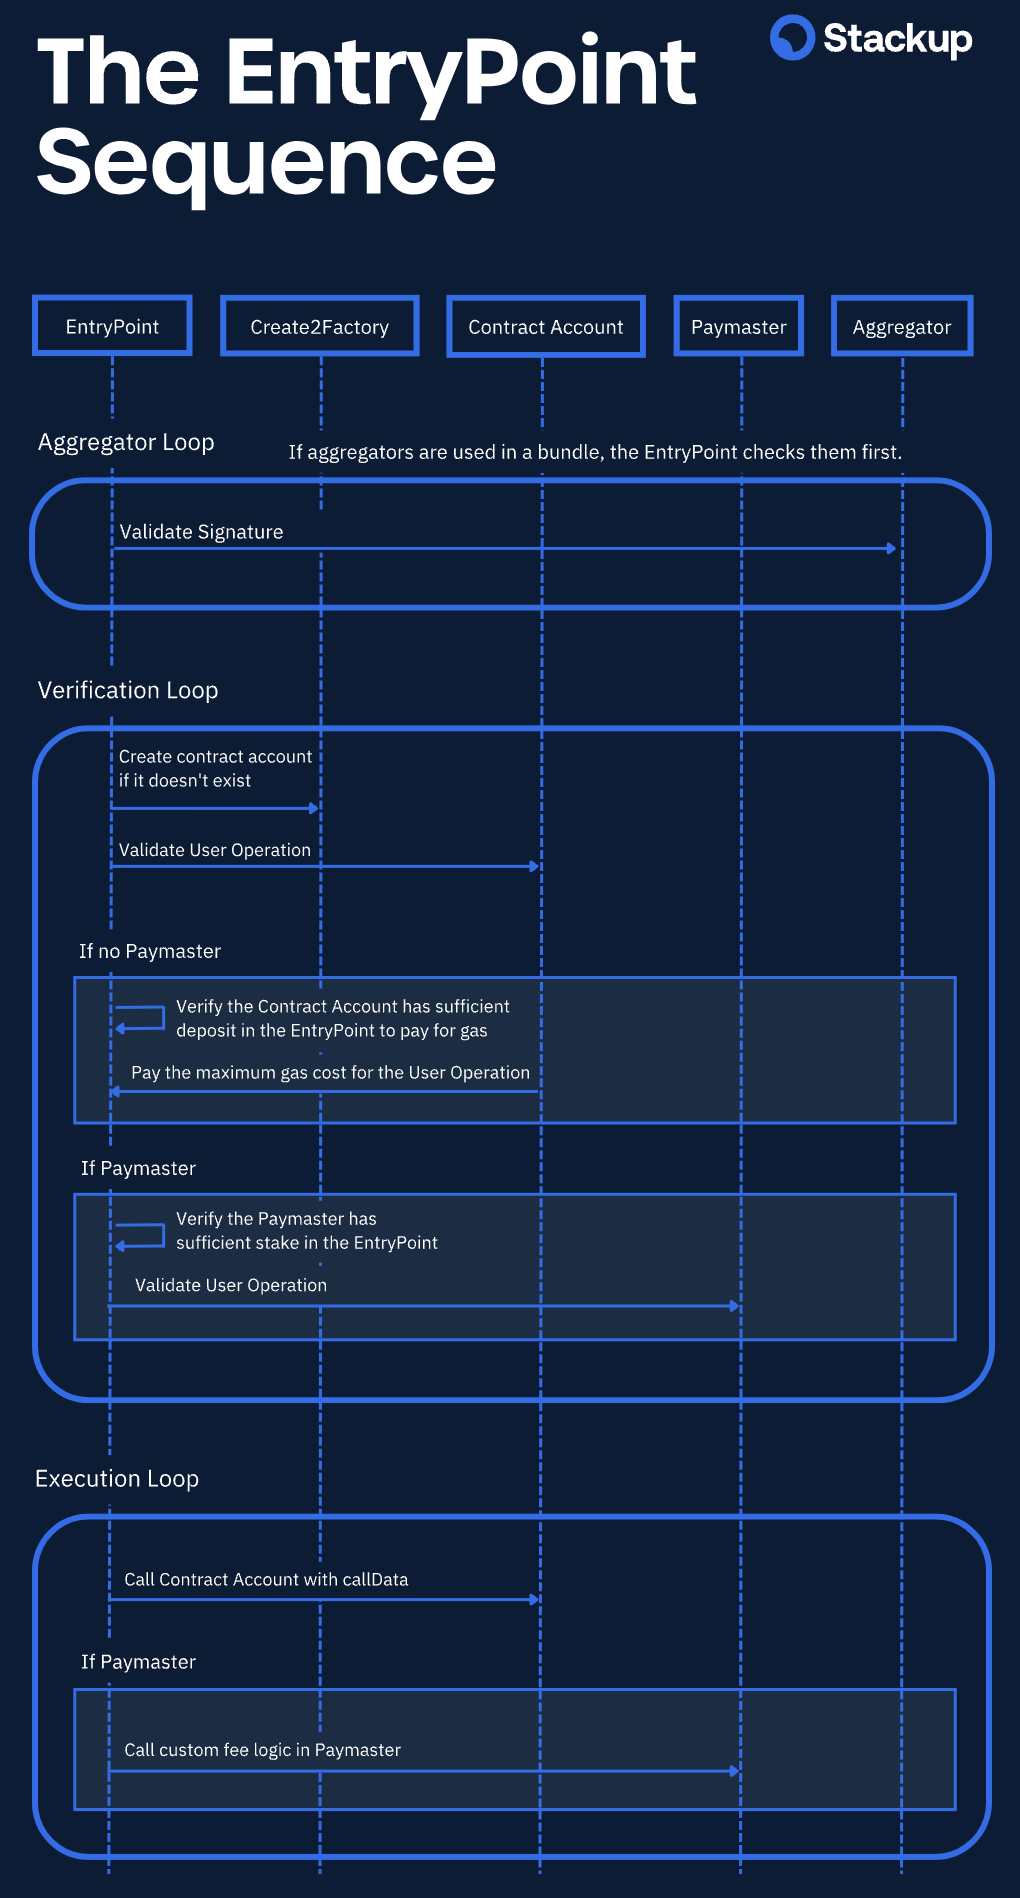 The EntryPoint
Sequence
Stackup
EntryPoint
Create2Factory
Contract Account
Paymaster
Aggregator
Aggregator Loop
If aggregators are used in a bundle, the EntryPoint checks them first.
Validate Signature
Verification Loop
Create contract account
if it doesn't exist
Validate User Operation
If no Paymaster
Verify the Contract Account has sufficient
deposit in the EntryPoint to pay for gas
Pay the maximum gas cost for the User Operation
If Paymaster
Verify the Paymaster has
sufficient stake in the EntryPoint
Validate User Operation
Execution Loop
Call Contract Account with callData
If Paymaster
Call custom fee logic in Paymaster